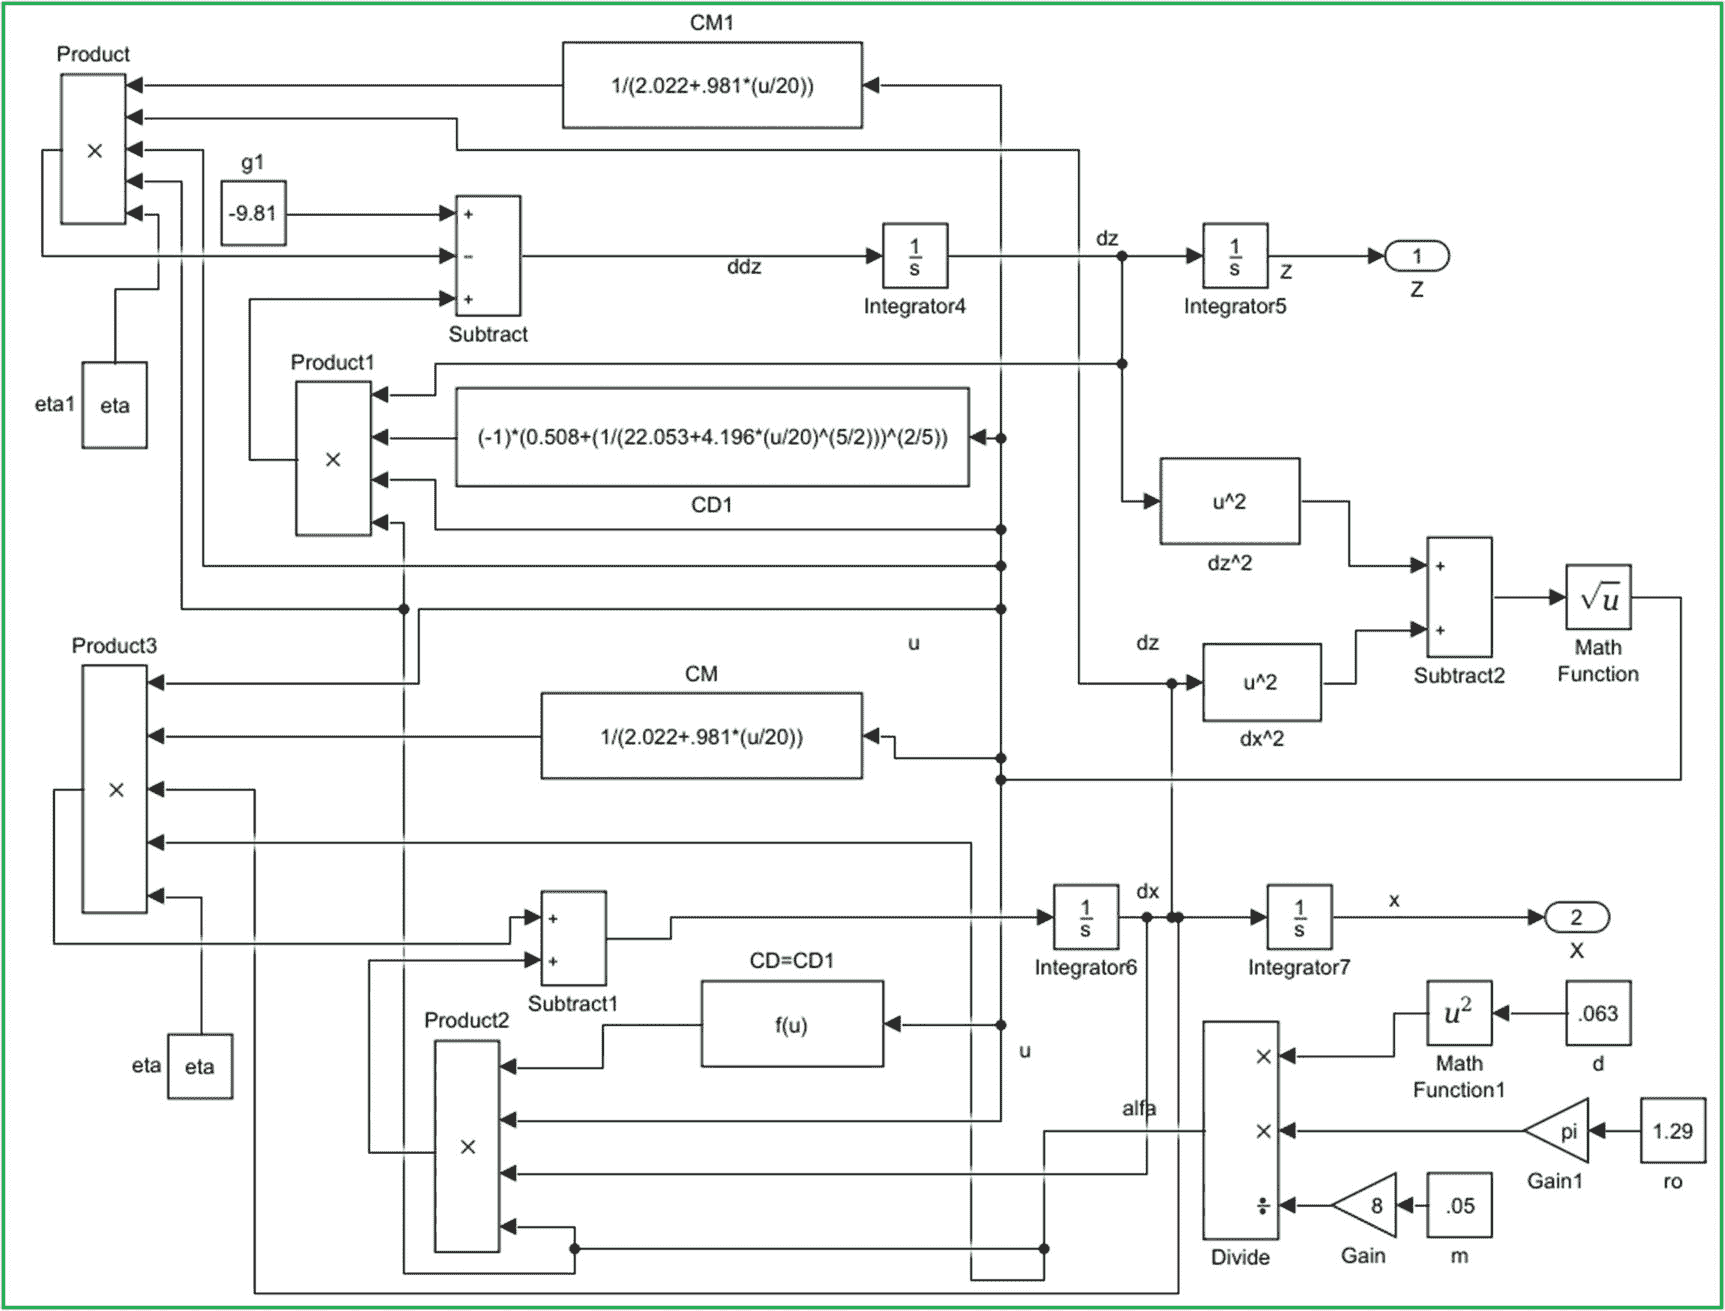 CM1
Product
1/(2.022+.981*(u/20))
×
g1
-9.81
+
−
+
Subtract
ddz
1
s
Integrator4
dz
1
s
Integrator5
Z
1
Z
Product1
eta1
eta
×
(-1)*(0.508+(1/(22.053+4.196*(u/20)^(5/2)))^(2/5))
CD1
u^2
dz^2
+
+
Subtract2
√u
Math
Function
u
dz
u^2
dx^2
Product3
×
CM
1/(2.022+.981*(u/20))
+
+
Subtract1
dx
1
s
Integrator6
1
s
Integrator7
x
2
X
CD=CD1
f(u)
u
Product2
×
eta
eta
alfa
×
×
÷
Divide
u²
Math
Function1
.063
d
pi
Gain1
1.29
ro
8
Gain
.05
m